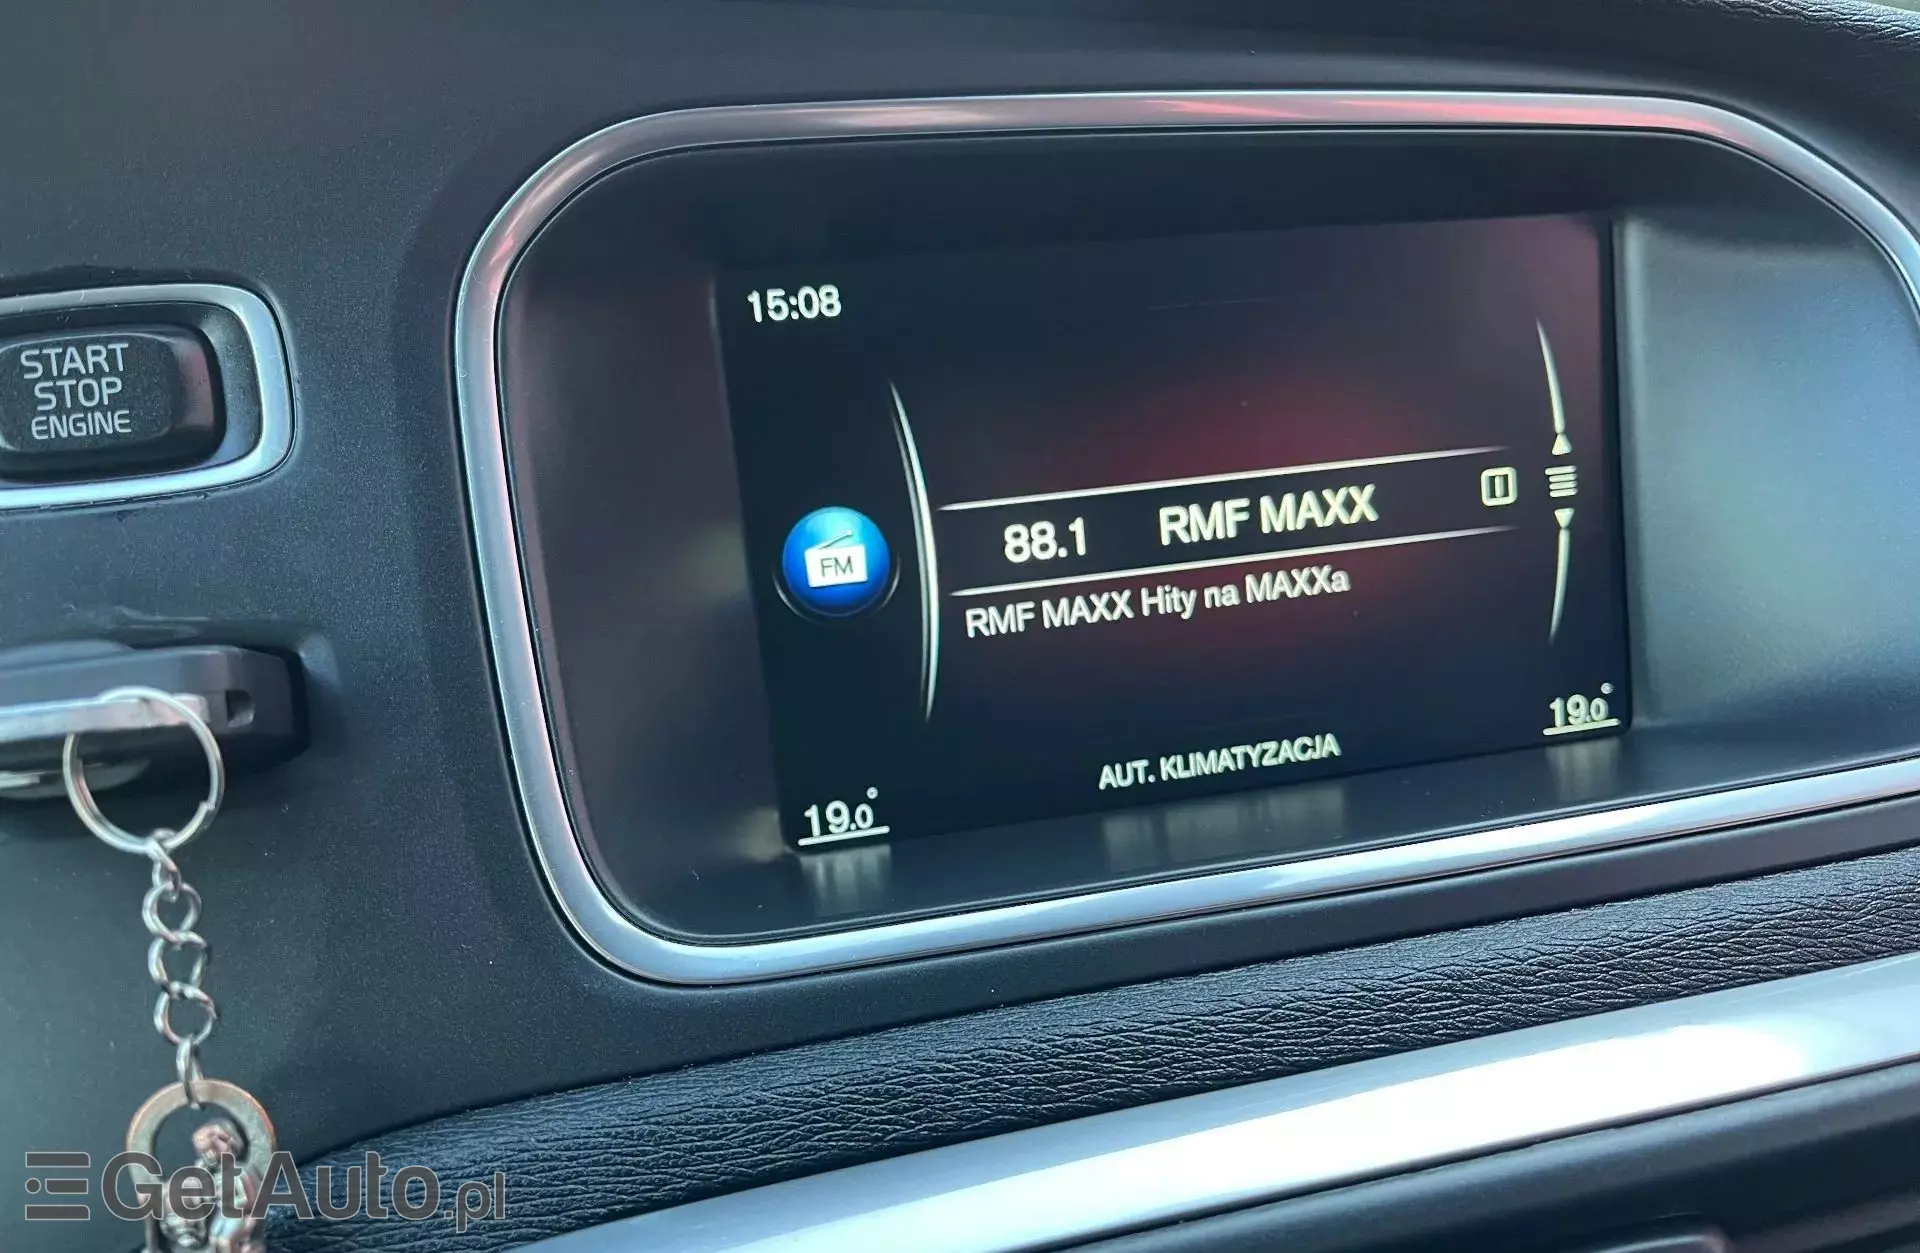 15:08
START
STOP
ENGINE
88.1 RMF MAXX
FM
RMF MAXX Hity na MAXXa
19.0°
AUT. KLIMATYZACJA
19.0°
GetAuto.pl